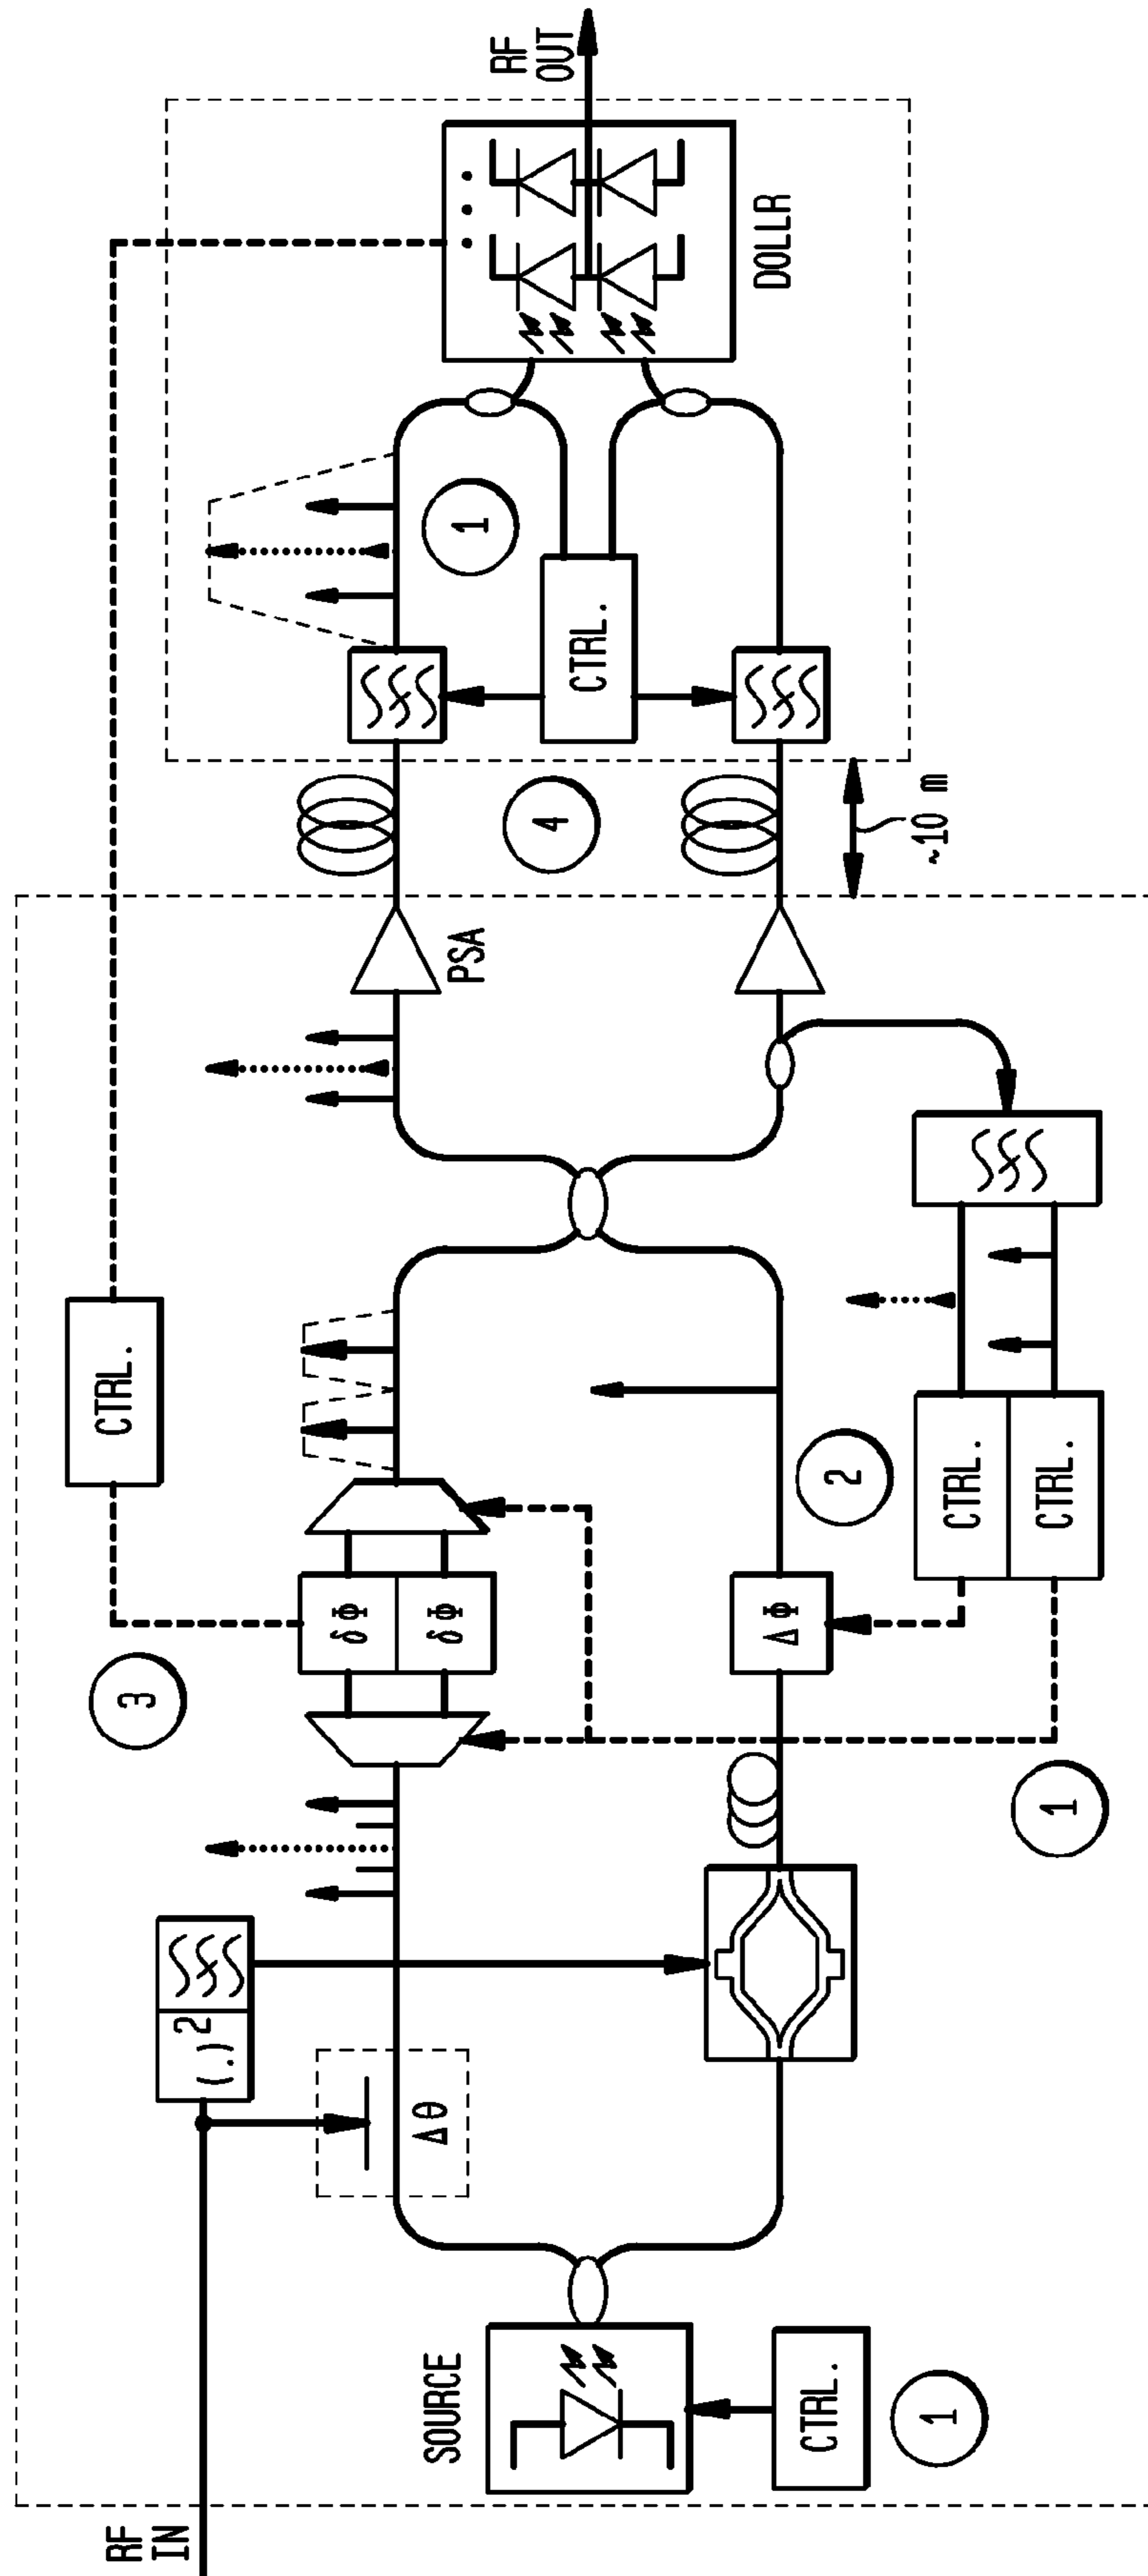 RF
IN
SOURCE
CTRL.
1
(.)²
Δθ
3
δΦ
δΦ
CTRL.
ΔΦ
1
2
CTRL.
CTRL.
PSA
4
~10 m
CTRL.
1
DOLLR
RF
OUT